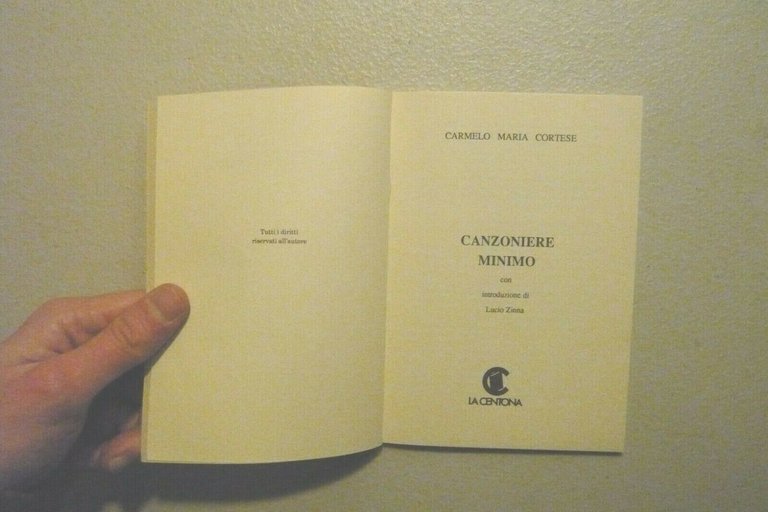 Tutti i diritti
riservati all'autore
CARMELO MARIA CORTESE
CANZONIERE
MINIMO
con
introduzione di
Lucio Zinna
LA CENTONA